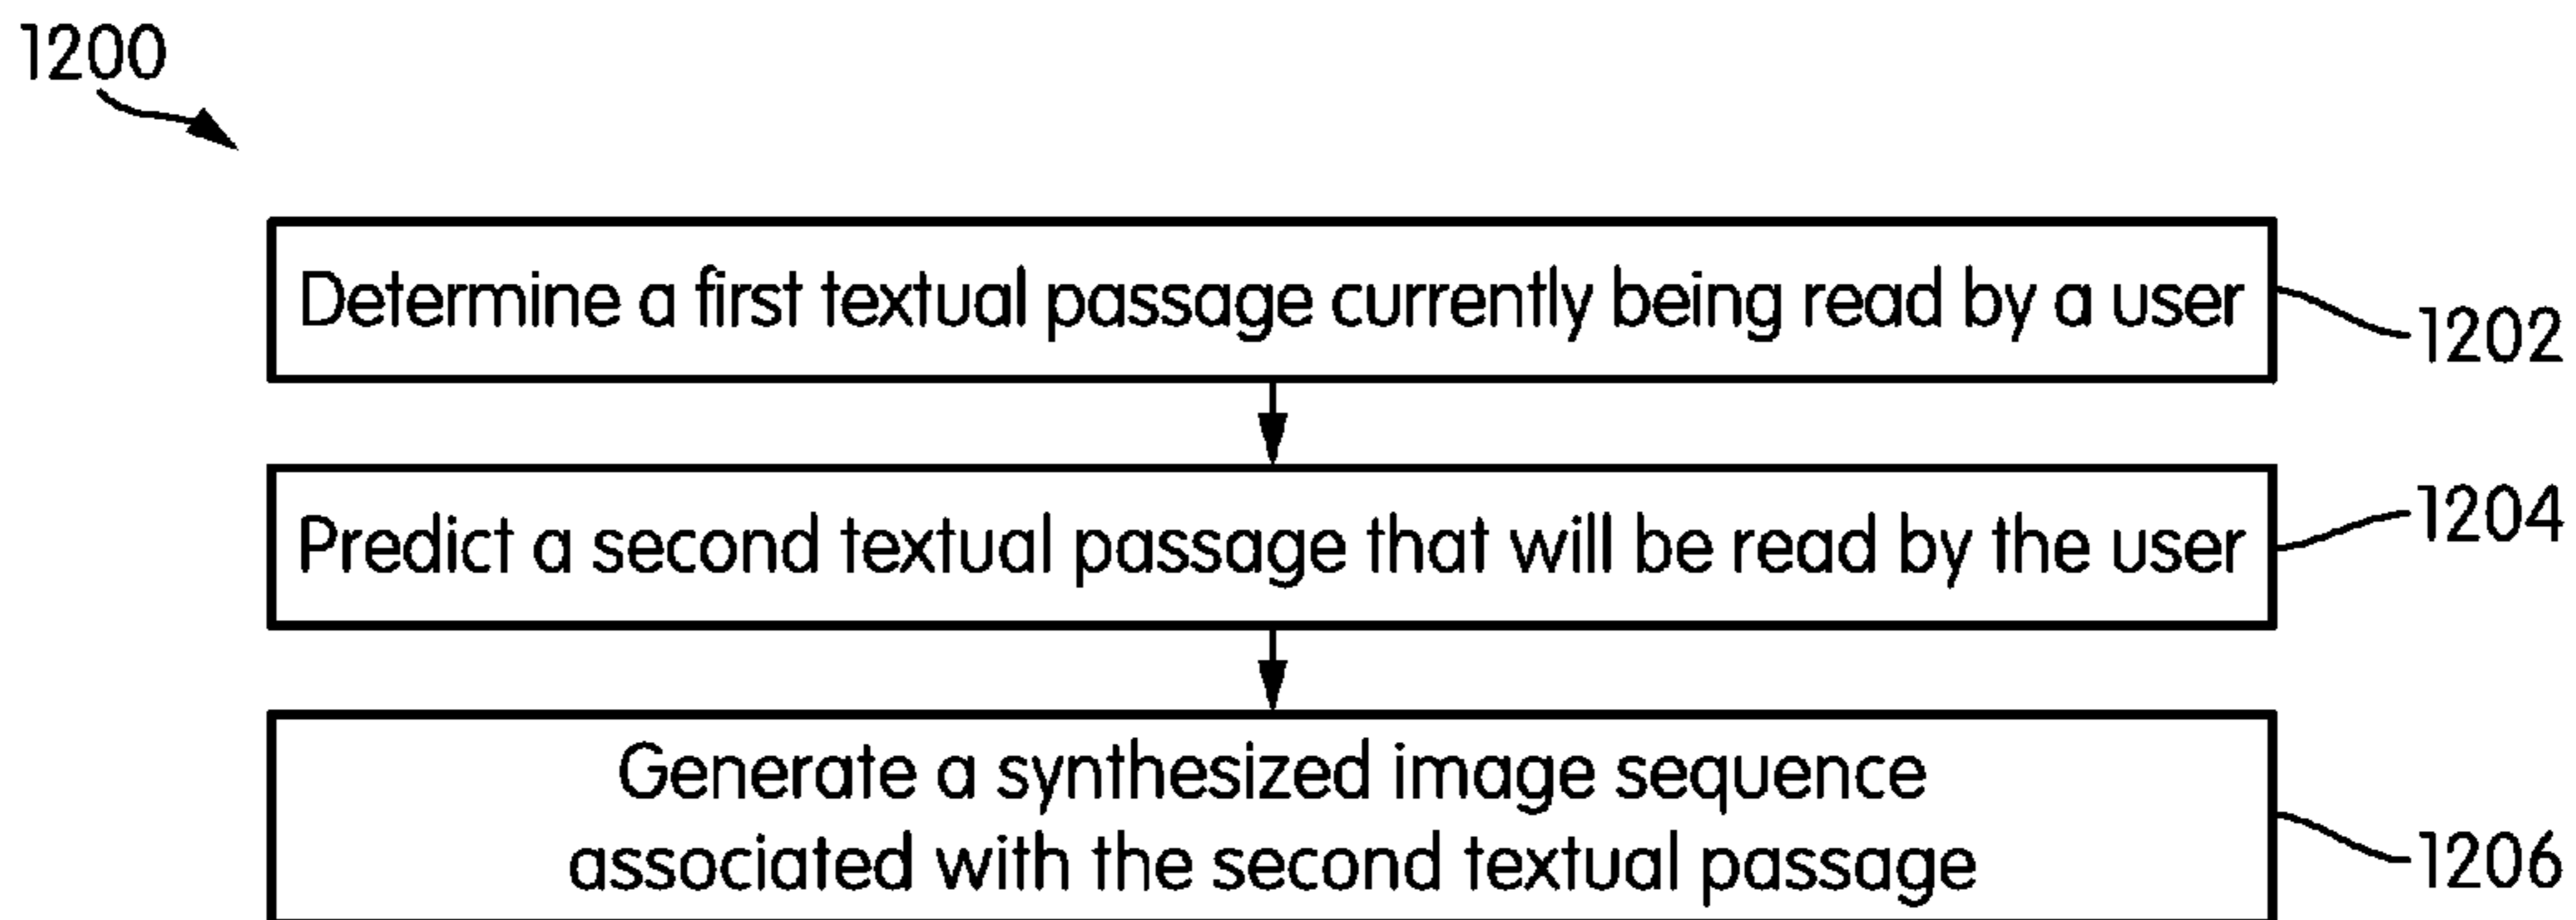 1200
Determine a first textual passage currently being read by a user
1202
Predict a second textual passage that will be read by the user
1204
Generate a synthesized image sequence
associated with the second textual passage
1206